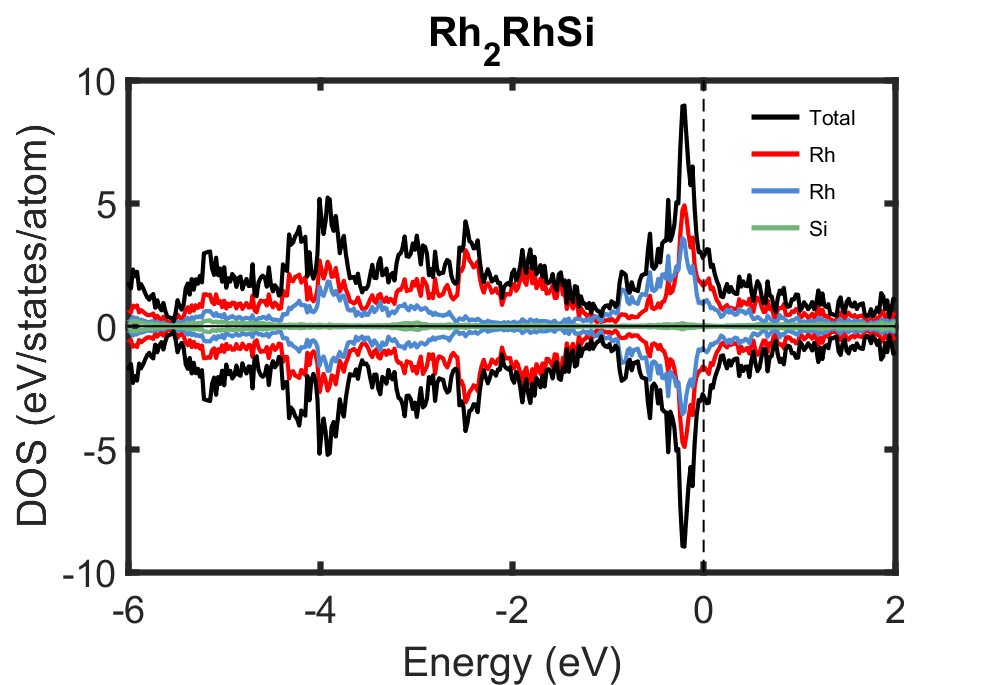 Rh2RhSi
10
5
0
-5
-10
-6
-4
-2
0
2
DOS (eV/states/atom)
Energy (eV)
Total
Rh
Rh
Si